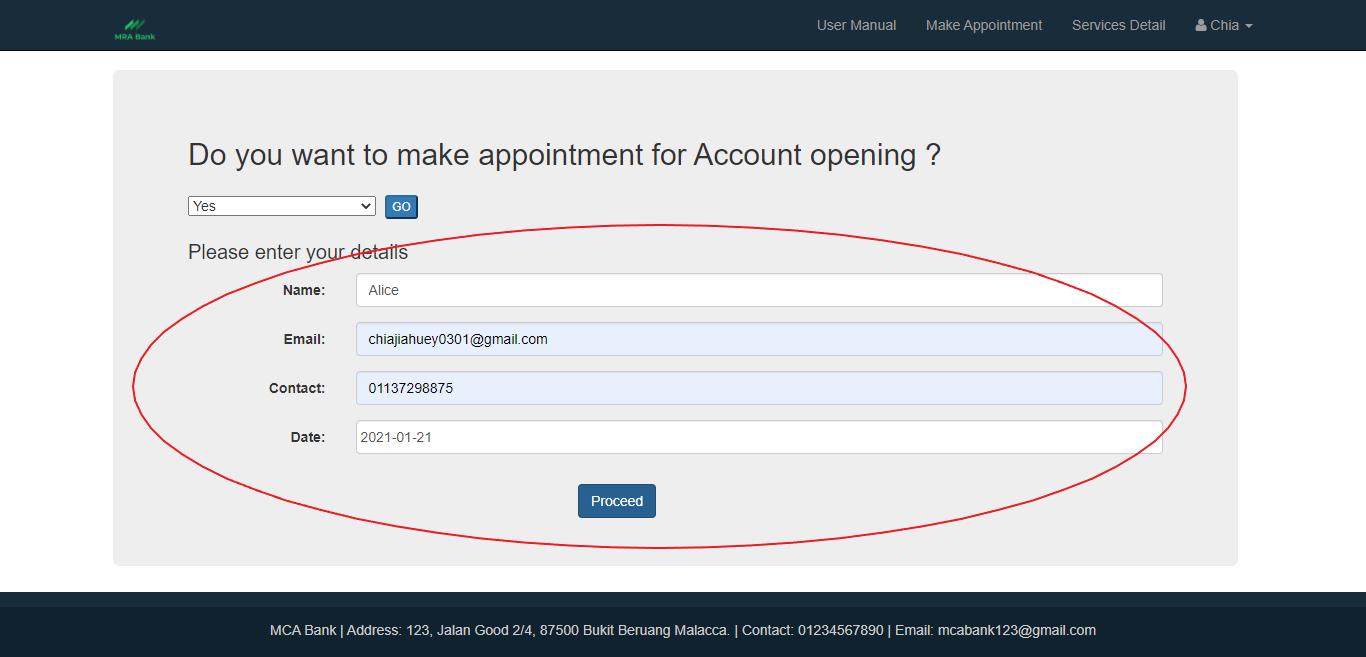 MRA Bank
User Manual Make Appointment Services Detail Chia
Do you want to make appointment for Account opening ?
Yes GO
Please enter your details
Name: Alice
Email: chiajiahuey0301@gmail.com
Contact: 01137298875
Date: 2021-01-21
Proceed
MCA Bank | Address: 123, Jalan Good 2/4, 87500 Bukit Beruang Malacca. | Contact: 01234567890 | Email: mcabank123@gmail.com